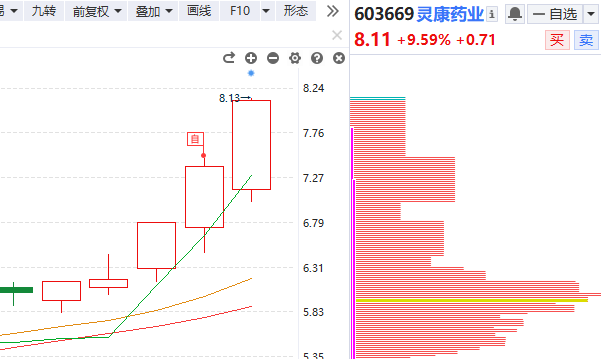 九转 前复权 叠加 画线 F10 形态 »
603669 灵康药业 自选
8.11 +9.59% +0.71 买 卖
8.24
8.13→
7.76
自
7.27
6.79
6.31
5.83
5.35